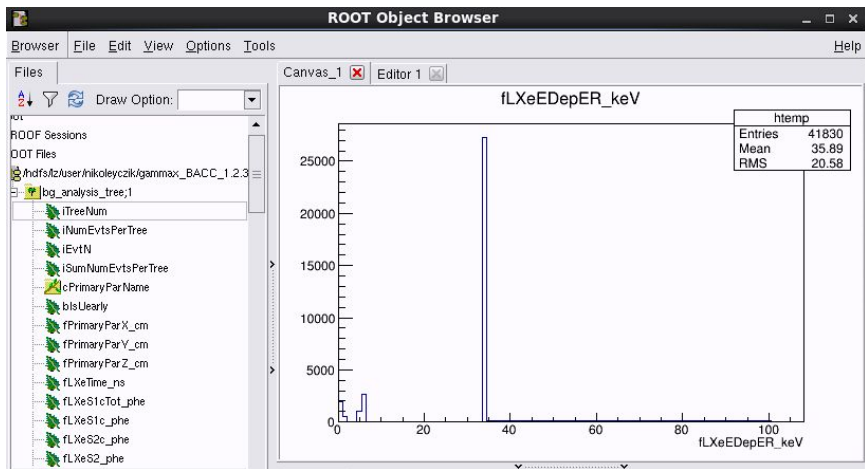 ROOT Object Browser
Browser File Edit View Options Tools Help
Files
Draw Option:
ROOF Sessions
OOT Files
/hdfs/lz/user/nikoleyczik/gammax_BACC_1.2.3
bg_analysis_tree;1
iTreeNum
iNumEvtsPerTree
iEvtN
iSumNumEvtsPerTree
cPrimaryParName
bIsUearly
fPrimaryParX_cm
fPrimaryParY_cm
fPrimaryParZ_cm
fLXeTime_ns
fLXeS1cTot_phe
fLXeS1c_phe
fLXeS2c_phe
fLXeS2_phe
Canvas_1 Editor 1
fLXeEDepER_keV
htemp
Entries 41830
Mean 35.89
RMS 20.58
25000
20000
15000
10000
5000
0
0 20 40 60 80 100
fLXeEDepER_keV